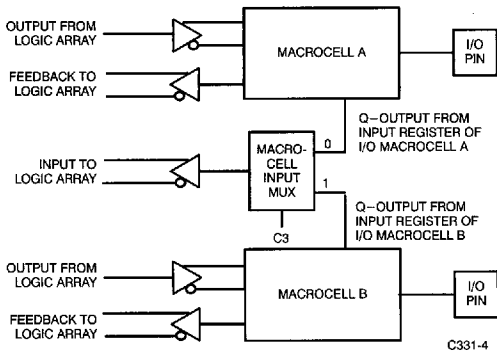 OUTPUT FROM
LOGIC ARRAY
MACROCELL A
I/O
PIN
FEEDBACK TO
LOGIC ARRAY
INPUT TO
LOGIC ARRAY
MACRO-
CELL
INPUT
MUX
0
1
C3
Q–OUTPUT FROM
INPUT REGISTER OF
I/O MACROCELL A
Q–OUTPUT FROM
INPUT REGISTER OF
I/O MACROCELL B
OUTPUT FROM
LOGIC ARRAY
MACROCELL B
I/O
PIN
FEEDBACK TO
LOGIC ARRAY
C331-4